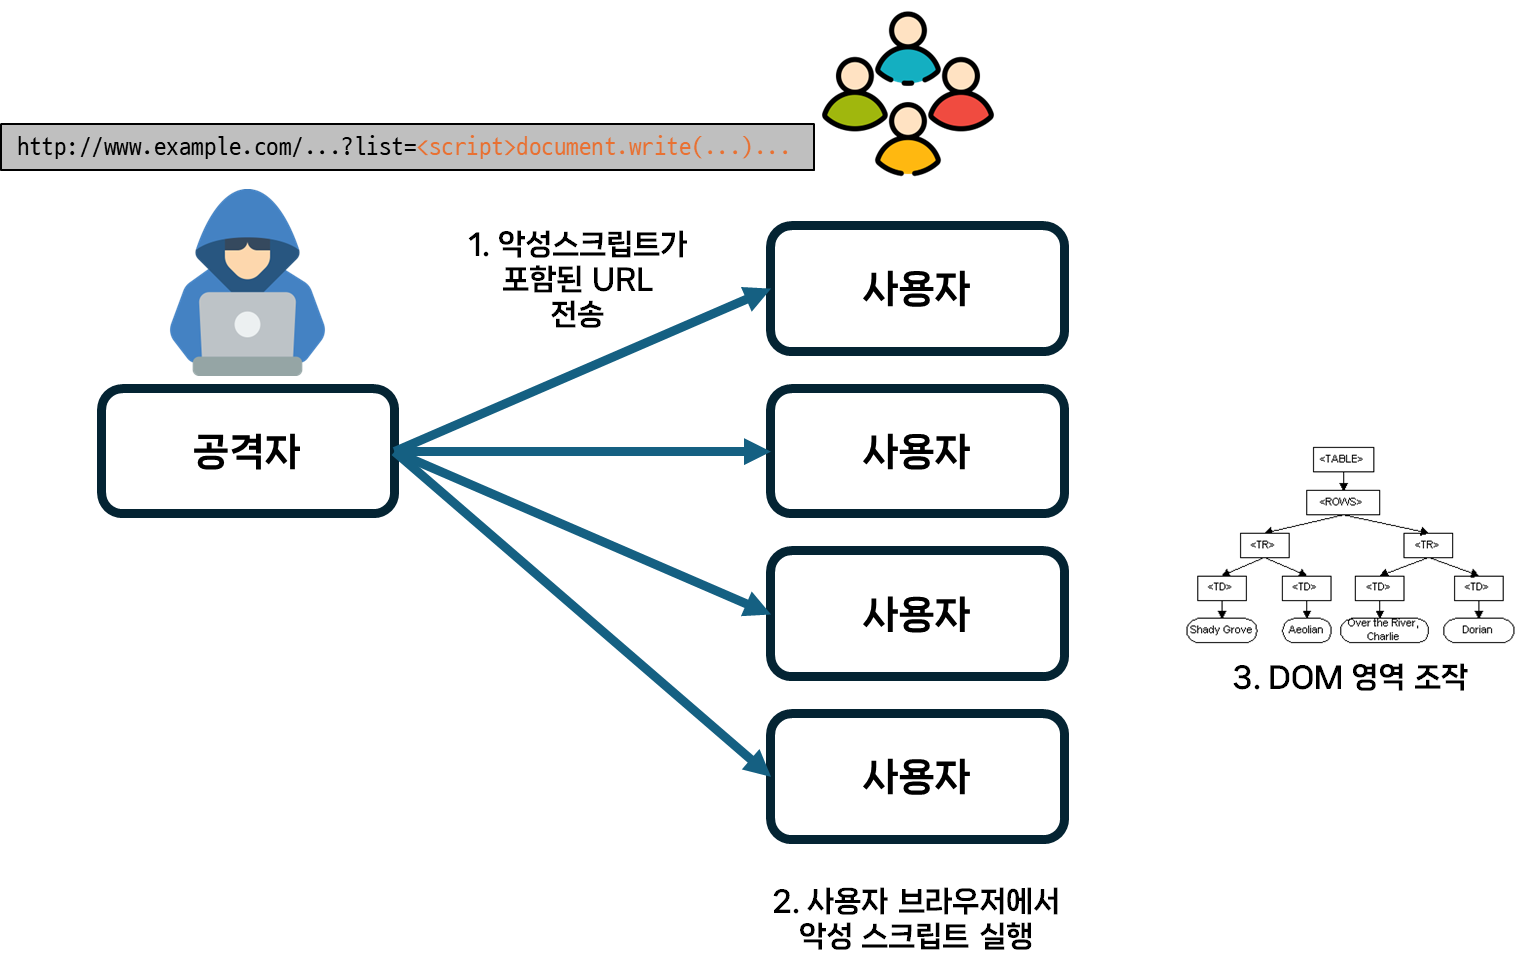 http://www.example.com/...?list=<script>document.write(...)...
1. 악성스크립트가
포함된 URL
전송
공격자
사용자
사용자
사용자
사용자
2. 사용자 브라우저에서
악성 스크립트 실행
<TABLE>
<ROWS>
<TR>
<TR>
<TD>
<TD>
<TD>
<TD>
Shady Grove
Aeolian
Over the River,
Charlie
Dorian
3. DOM 영역 조작